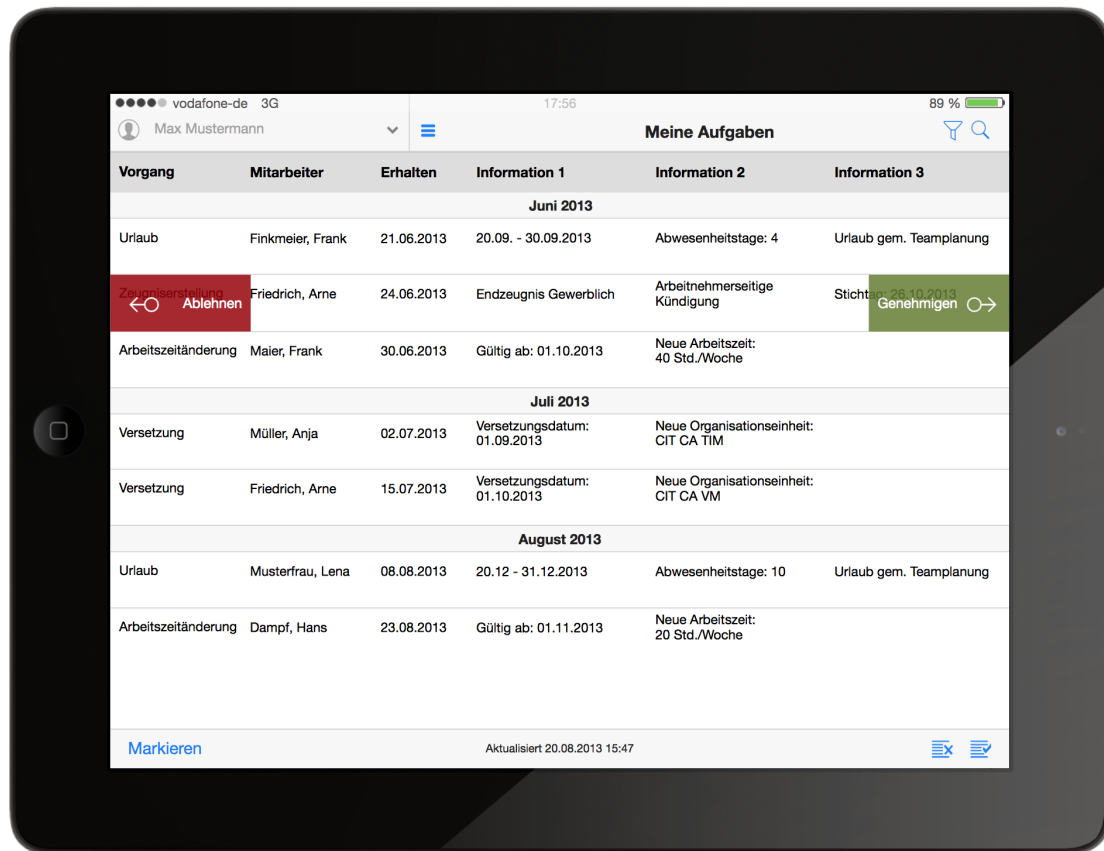 vodafone-de 3G 17:56 89 %
Max Mustermann Meine Aufgaben
Vorgang Mitarbeiter Erhalten Information 1 Information 2 Information 3
Juni 2013
Urlaub Finkmeier, Frank 21.06.2013 20.09. - 30.09.2013 Abwesenheitstage: 4 Urlaub gem. Teamplanung
Zeugniserstellung Friedrich, Arne 24.06.2013 Endzeugnis Gewerblich Arbeitnehmerseitige Stichtag: 26.10.2013
Kündigung
Ablehnen Genehmigen
Arbeitszeitänderung Maier, Frank 30.06.2013 Gültig ab: 01.10.2013 Neue Arbeitszeit:
40 Std./Woche
Juli 2013
Versetzung Müller, Anja 02.07.2013 Versetzungsdatum: Neue Organisationseinheit:
01.09.2013 CIT CA TIM
Versetzung Friedrich, Arne 15.07.2013 Versetzungsdatum: Neue Organisationseinheit:
01.10.2013 CIT CA VM
August 2013
Urlaub Musterfrau, Lena 08.08.2013 20.12 - 31.12.2013 Abwesenheitstage: 10 Urlaub gem. Teamplanung
Arbeitszeitänderung Dampf, Hans 23.08.2013 Gültig ab: 01.11.2013 Neue Arbeitszeit:
20 Std./Woche
Markieren Aktualisiert 20.08.2013 15:47